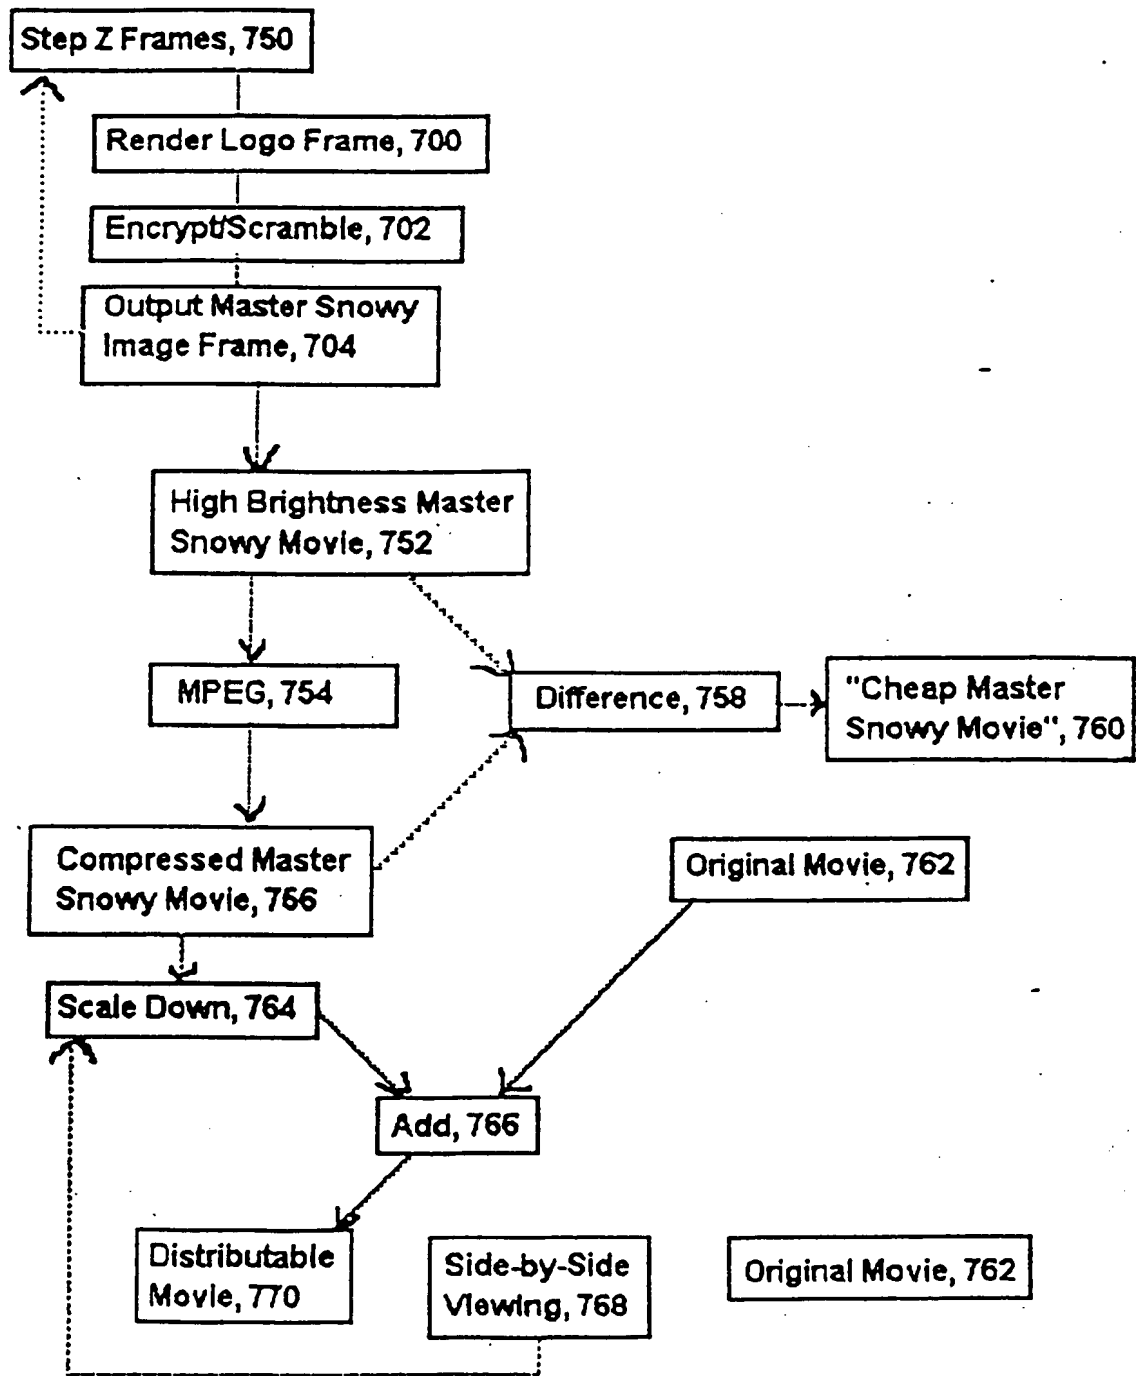 Step Z Frames, 750
Render Logo Frame, 700
Encrypt/Scramble, 702
Output Master Snowy
Image Frame, 704
High Brightness Master
Snowy Movie, 752
MPEG, 754
Difference, 758
"Cheap Master
Snowy Movie", 760
Compressed Master
Snowy Movie, 756
Original Movie, 762
Scale Down, 764
Add, 766
Distributable
Movie, 770
Side-by-Side
Viewing, 768
Original Movie, 762